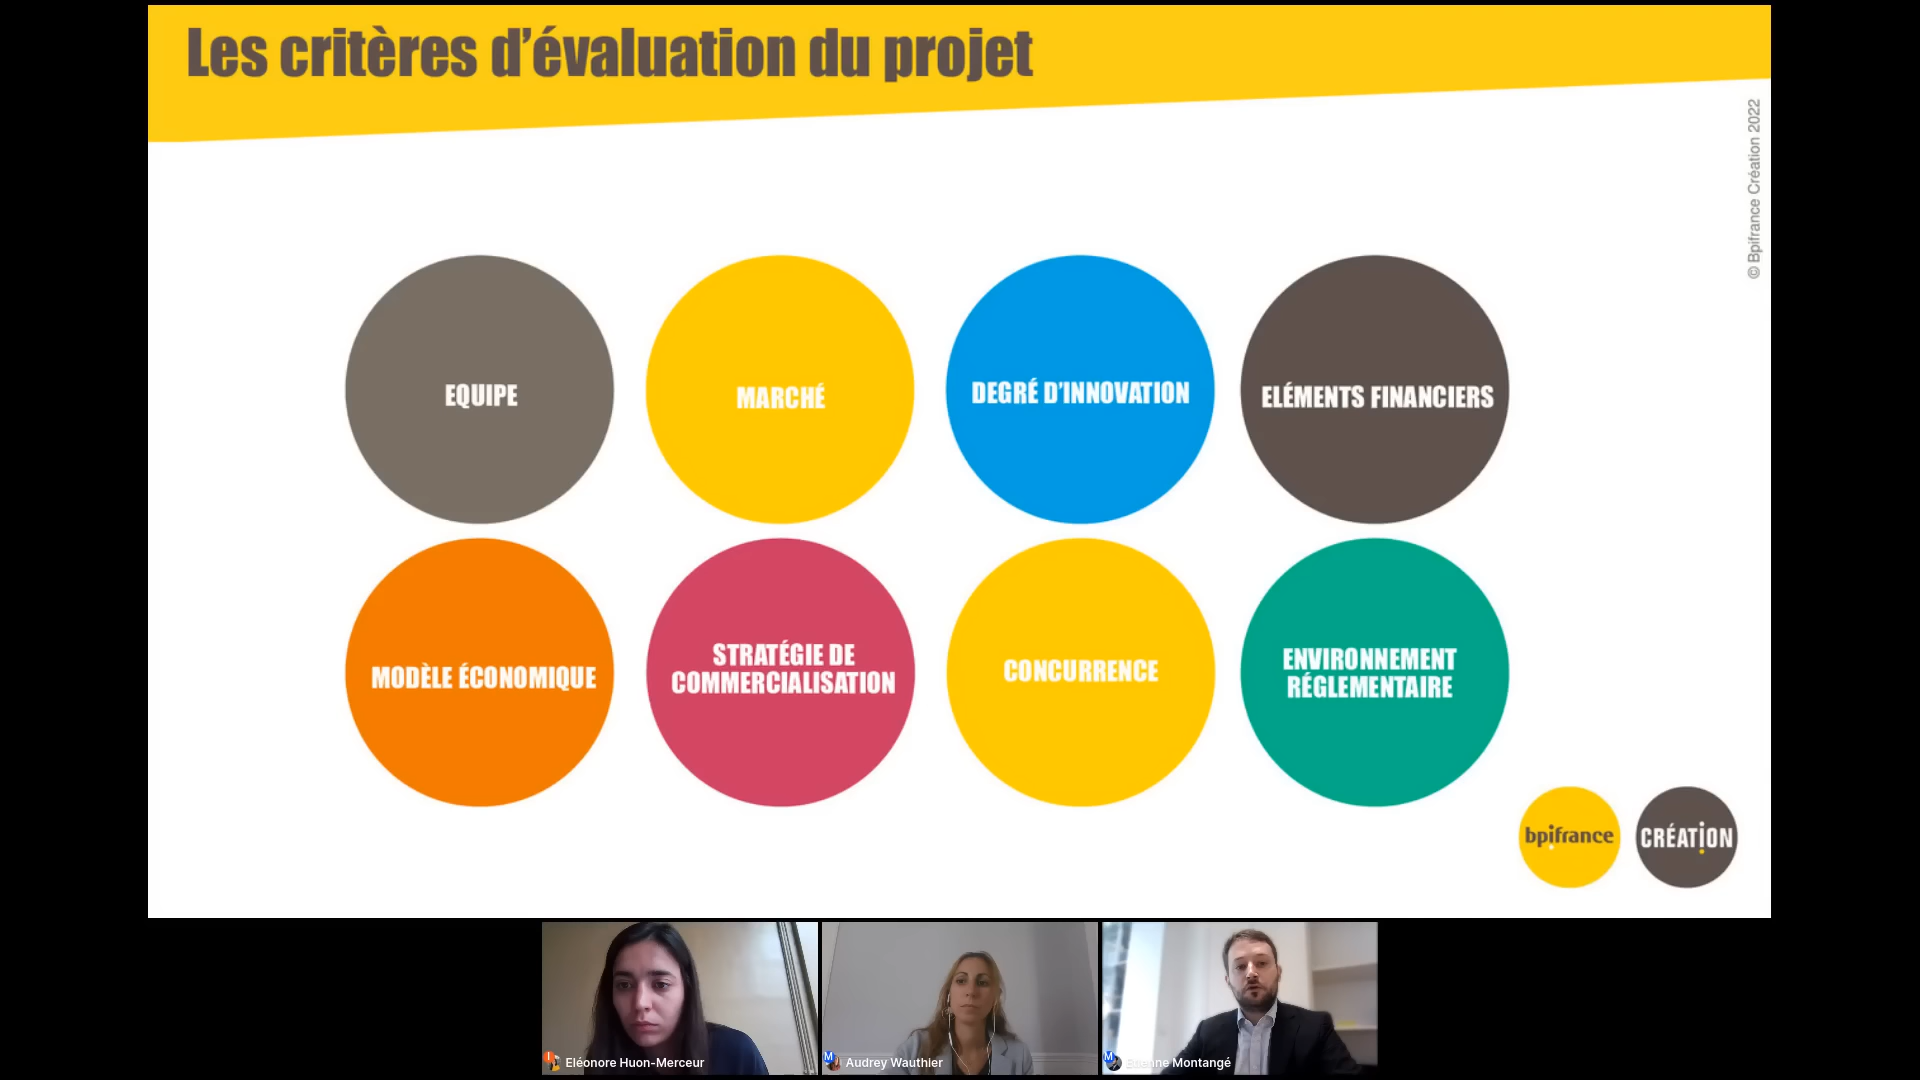 Les critères d’évaluation du projet
© Bpifrance Création 2022
EQUIPE
MARCHÉ
DEGRÉ D’INNOVATION
ELÉMENTS FINANCIERS
MODÈLE ÉCONOMIQUE
STRATÉGIE DE
COMMERCIALISATION
CONCURRENCE
ENVIRONNEMENT
RÉGLEMENTAIRE
bpifrance
CRÉATION
Eléonore Huon-Merceur
Audrey Wauthier
Montangé